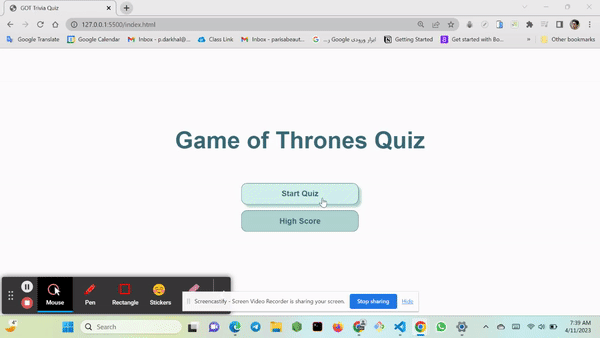 GOT Trivia Quiz
127.0.0.1:5500/index.html
Google Translate
Google Calendar
Inbox - p.darkhal@...
Class Link
Inbox - parisabeaut...
ابزار ورودی Google و...
Getting Started
Get started with Bo...
»
Other bookmarks
Game of Thrones Quiz
Start Quiz
High Score
Mouse
Pen
Rectangle
Stickers
Screencastify - Screen Video Recorder is sharing your screen.
Stop sharing
Hide
Search
7:39 AM
4/11/2023